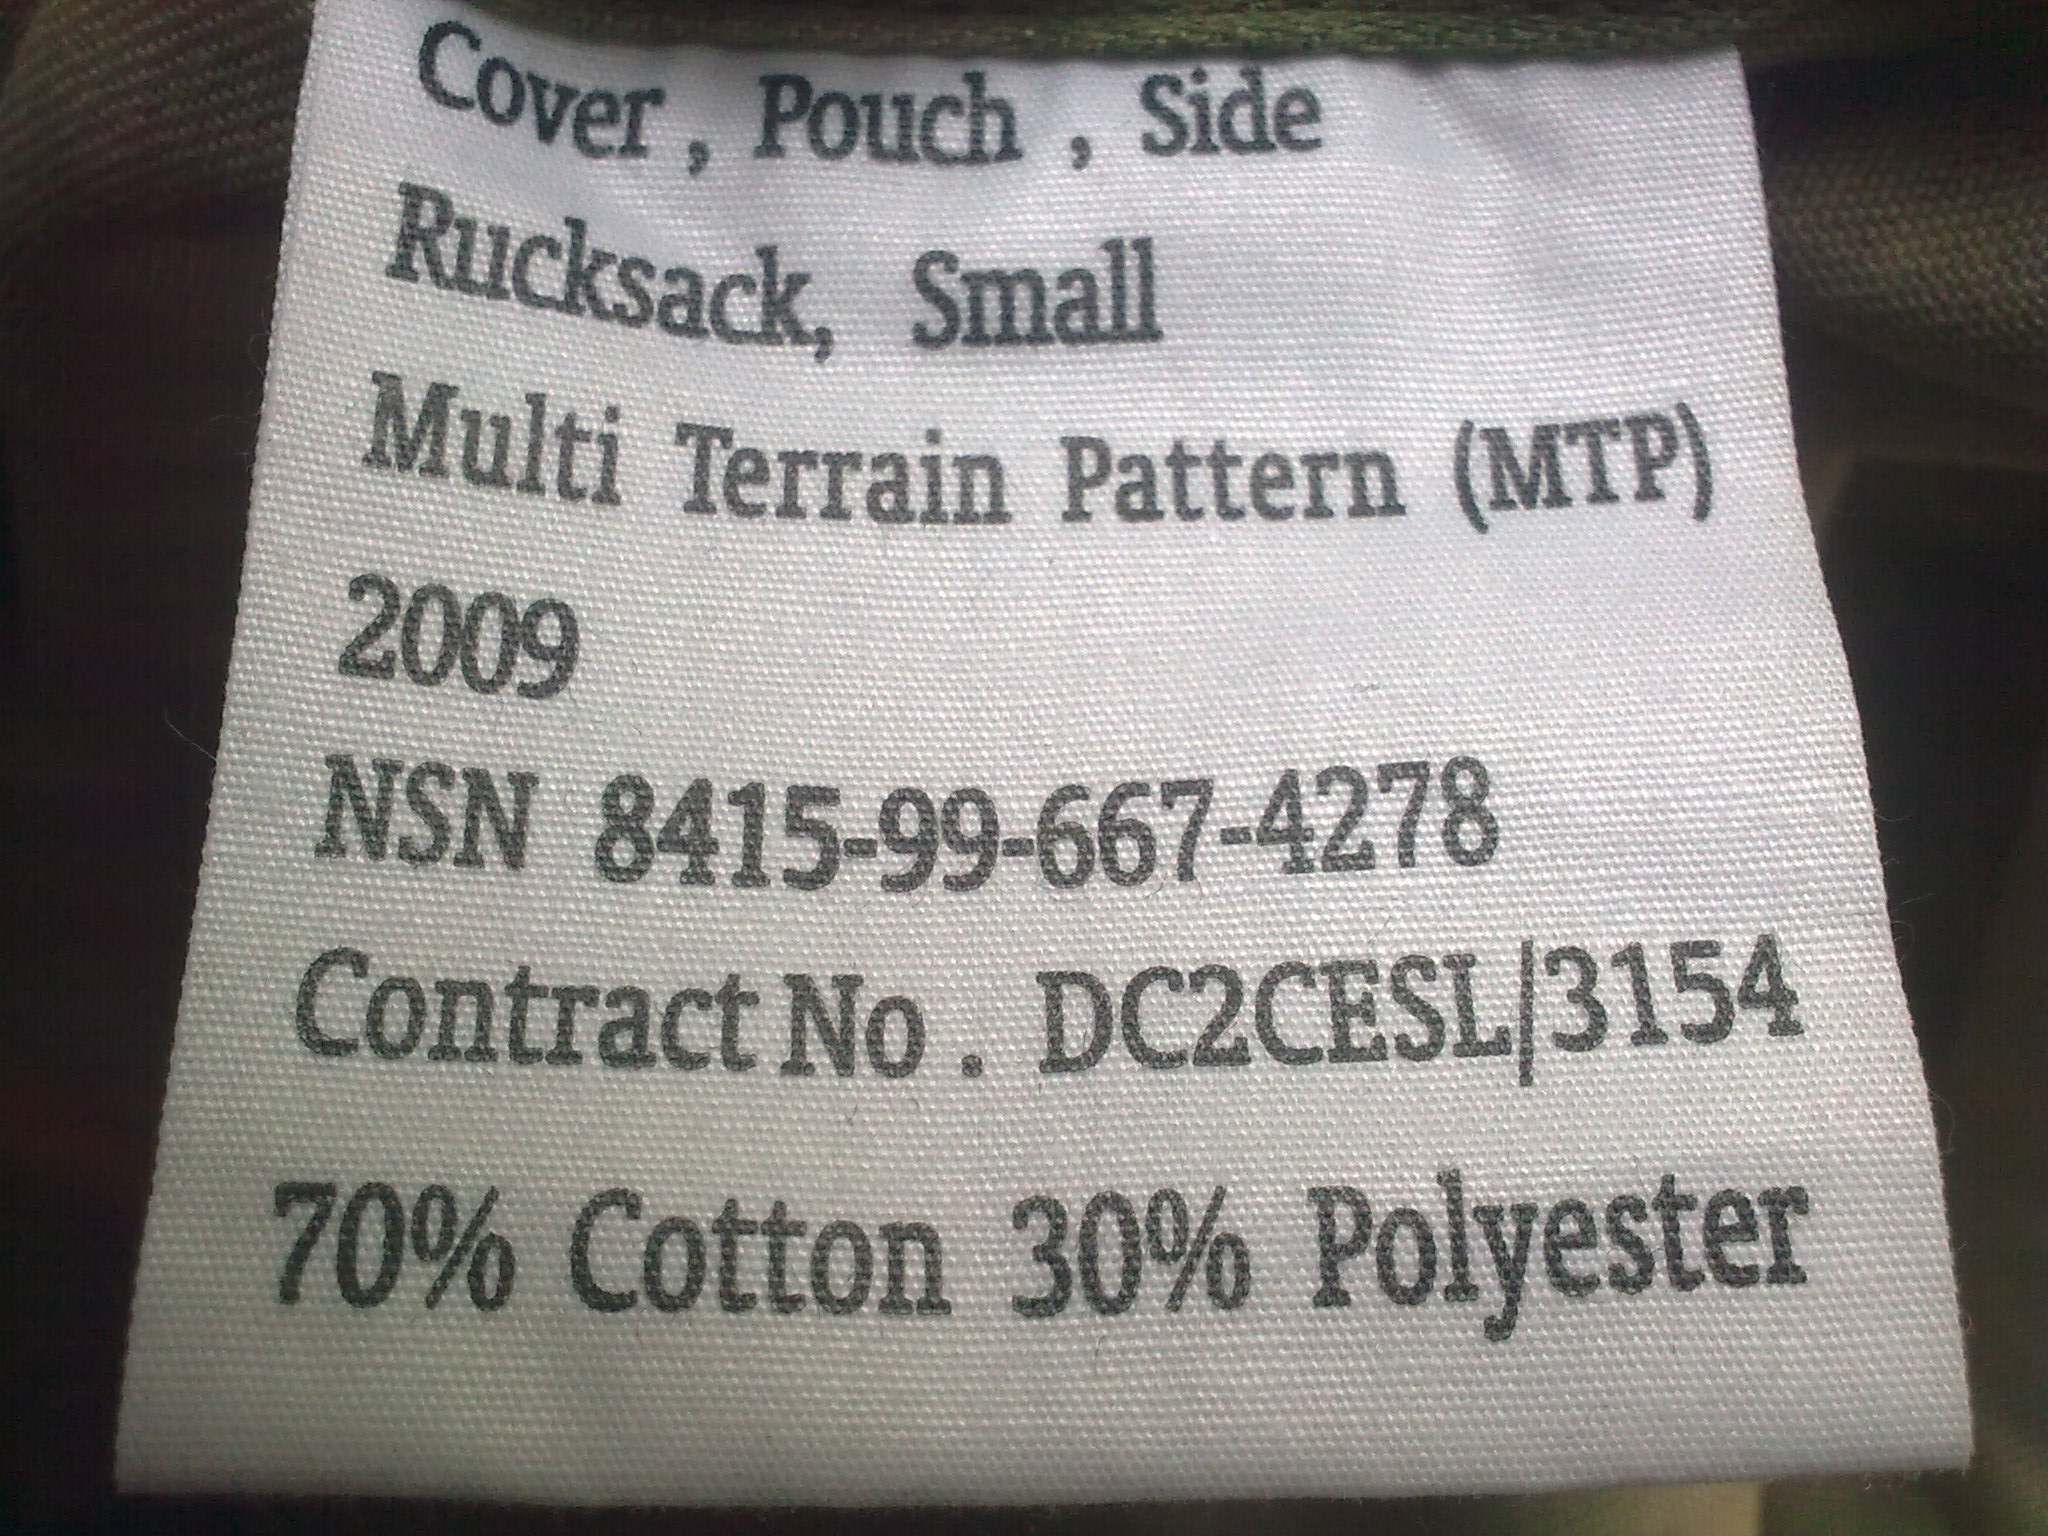 Cover , Pouch , Side
Rucksack, Small
Multi Terrain Pattern (MTP)
2009
NSN 8415-99-667-4278
Contract No . DC2CESL/3154
70% Cotton 30% Polyester